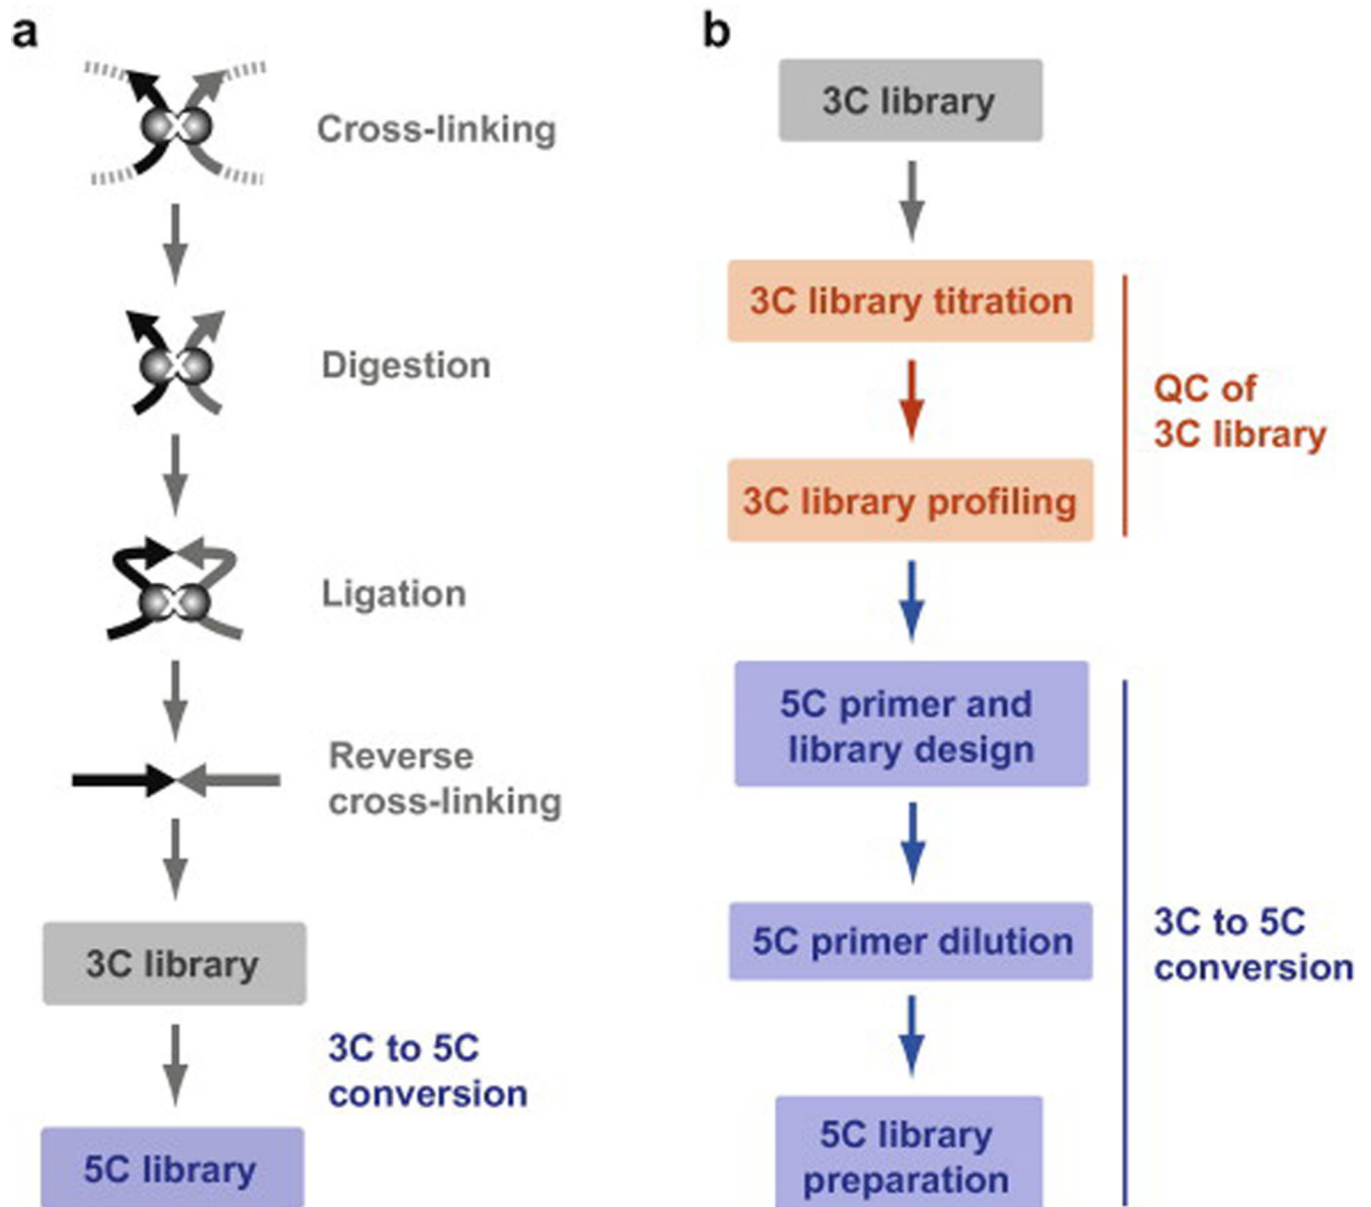 a
Cross-linking
Digestion
Ligation
Reverse
cross-linking
3C library
3C to 5C
conversion
5C library
b
3C library
3C library titration
3C library profiling
QC of
3C library
5C primer and
library design
5C primer dilution
5C library
preparation
3C to 5C
conversion